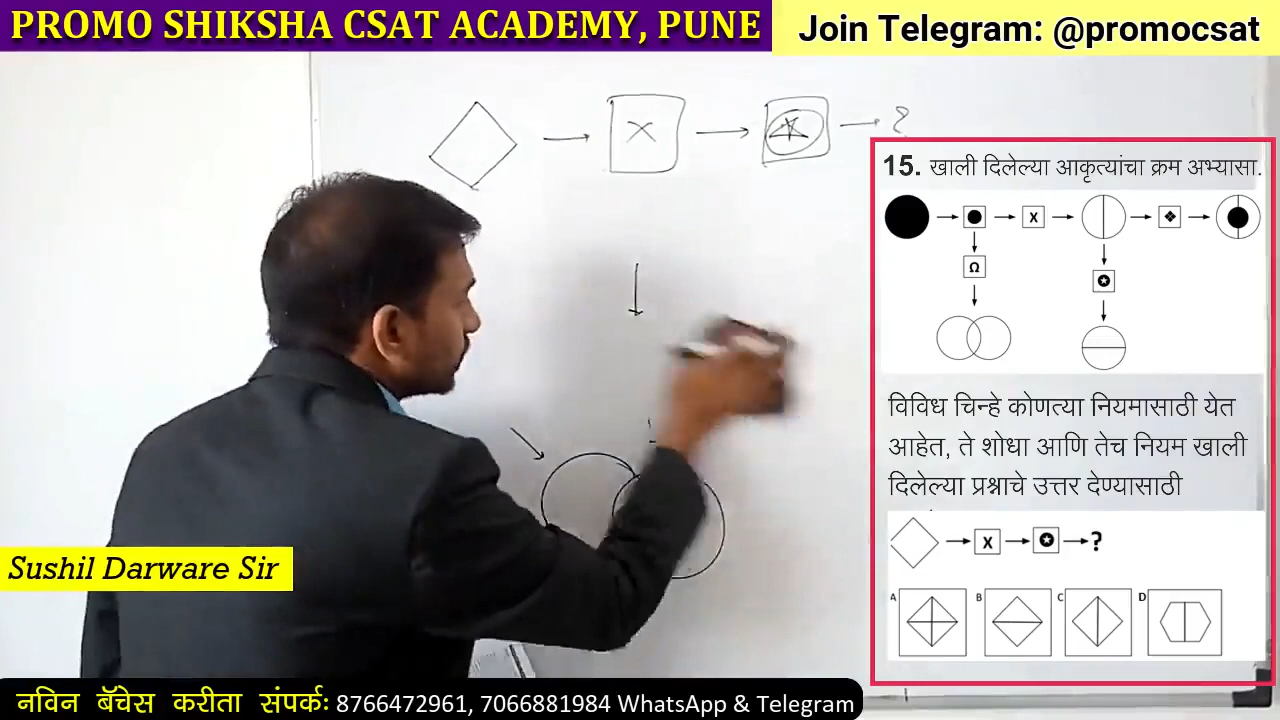 PROMO SHIKSHA CSAT ACADEMY, PUNE
Join Telegram: @promocsat
X
?
15. खाली दिलेल्या आकृत्यांचा क्रम अभ्यासा.
X
Ω
विविध चिन्हे कोणत्या नियमासाठी येत
आहेत, ते शोधा आणि तेच नियम खाली
दिलेल्या प्रश्नाचे उत्तर देण्यासाठी
X ?
A B C D
Sushil Darware Sir
नविन बॅचेस करीता संपर्कः 8766472961, 7066881984 WhatsApp & Telegram